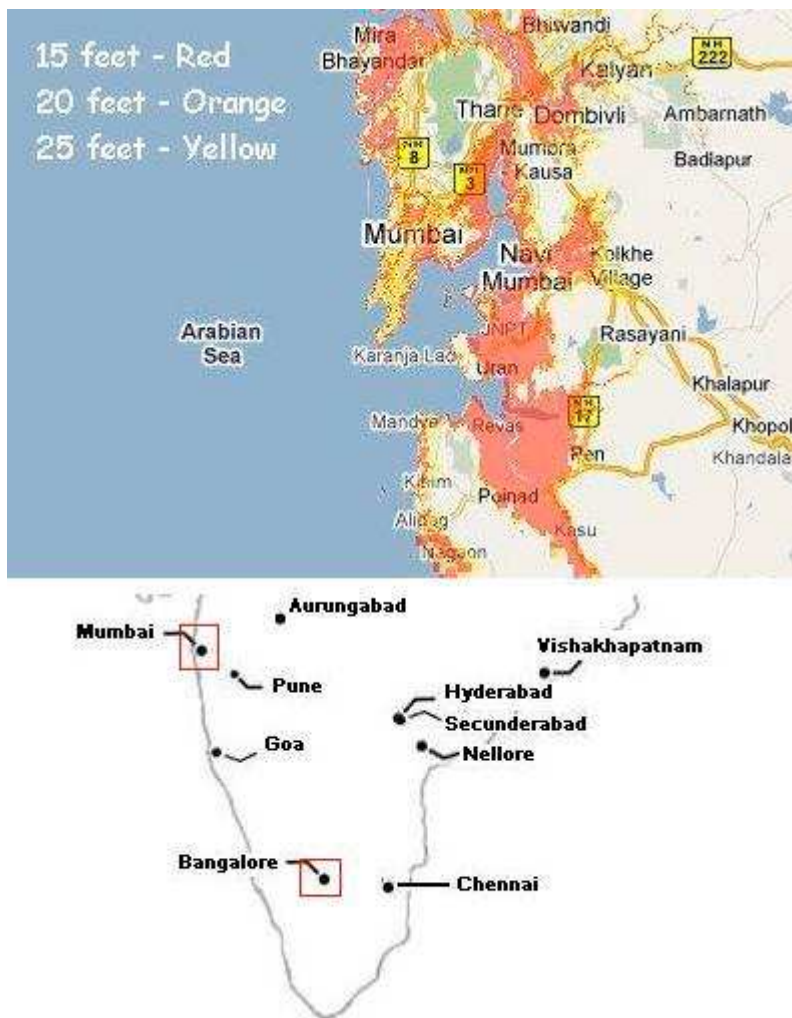 15 feet - Red
20 feet - Orange
25 feet - Yellow
Mira
Bhayandar
Bhiwandi
NH
222
Kalyan
Thane
Dombivli
Ambarnath
NH
8
Mumbra
Kausa
Badlapur
NH
3
Mumbai
Navi
Mumbai
Kolkhe
Village
Arabian
Sea
JNPT
Rasayani
Karanja Lad
Uran
Khalapur
Mandva
Revas
NH
17
Khopol
Pen
Khandala
Kihim
Poinad
Alibag
Kasu
Nagaon
Aurungabad
Mumbai
Vishakhapatnam
Pune
Hyderabad
Secunderabad
Goa
Nellore
Bangalore
Chennai